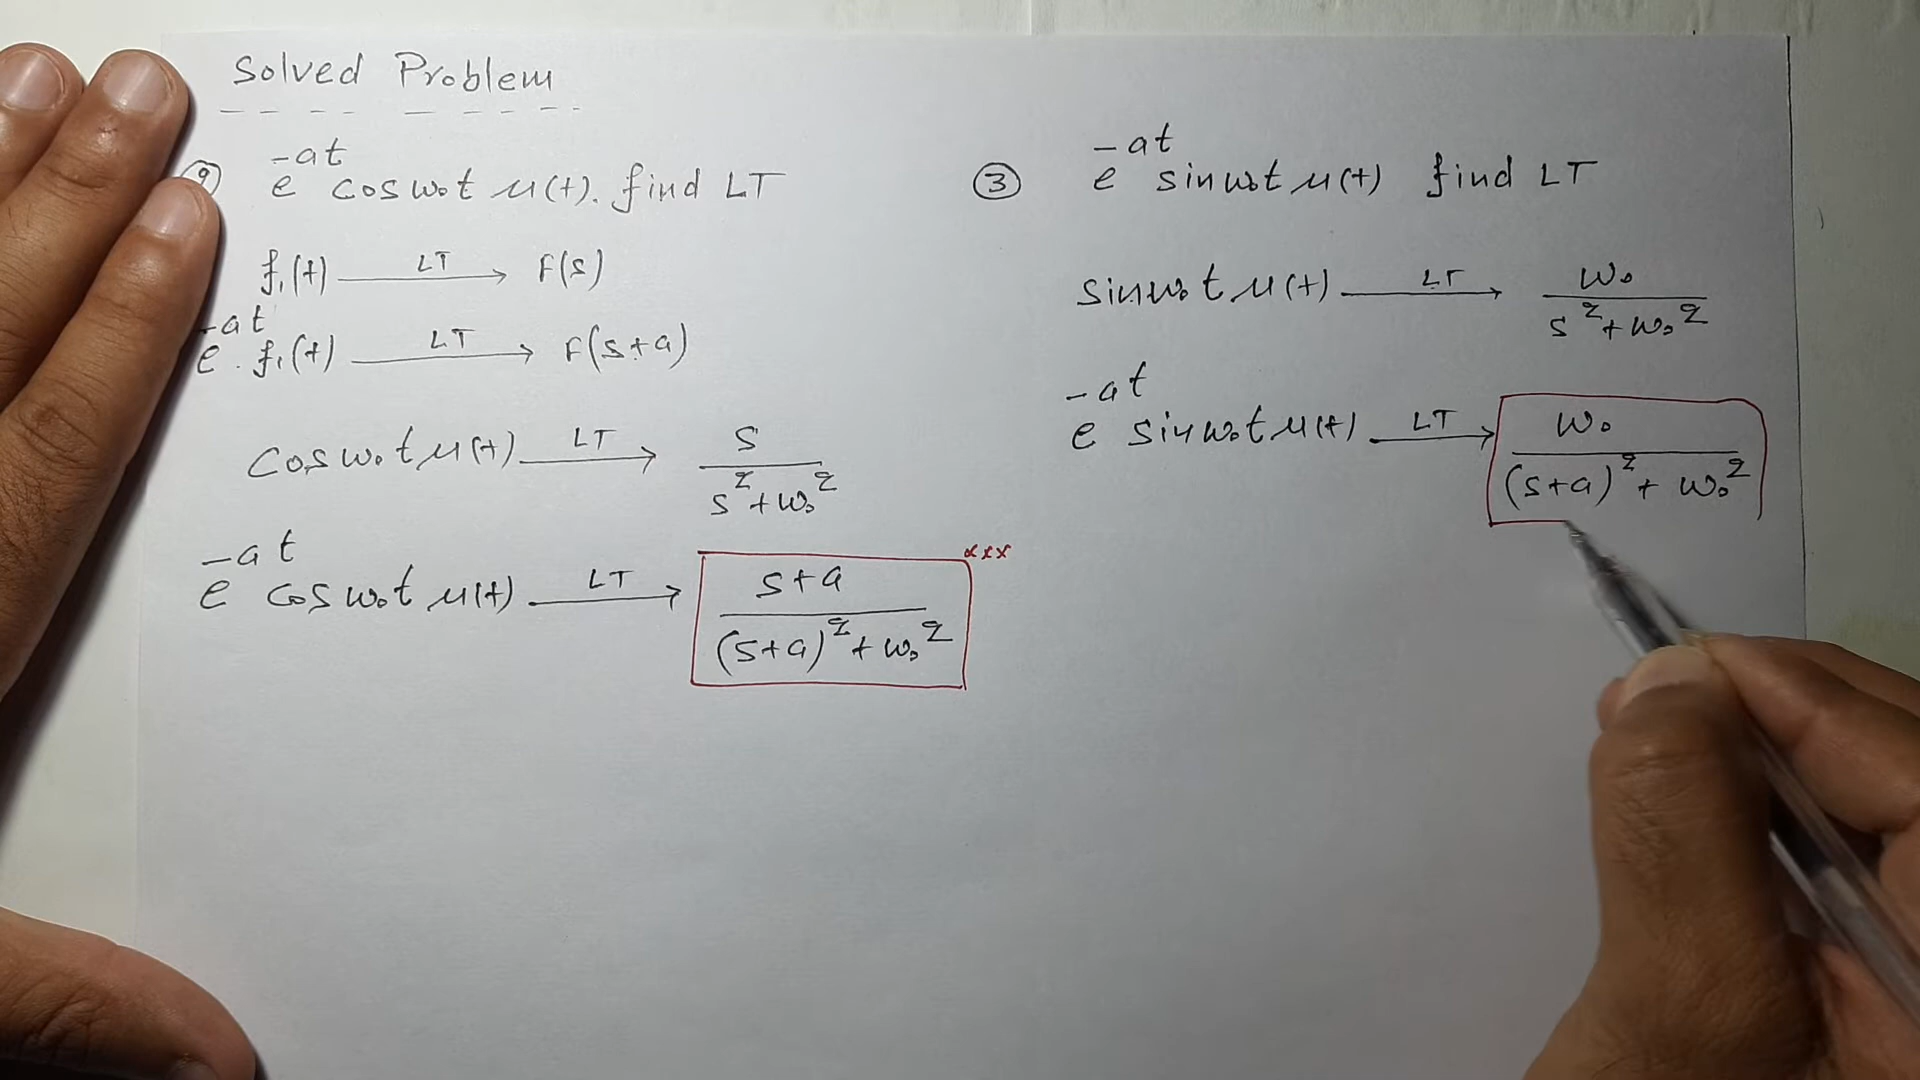 Solved Problem
e^{-at} cos ω₀t u(t). find LT
f₁(t) —LT→ F(s)
e^{-at} . f₁(t) —LT→ F(s+a)
cos ω₀t u(t) —LT→ s / (s² + ω₀²)
e^{-at} cos ω₀t u(t) —LT→ (s+a) / ((s+a)² + ω₀²) xxx
③ e^{-at} sin ω₀t u(t) find LT
sin ω₀t u(t) —LT→ ω₀ / (s² + ω₀²)
e^{-at} sin ω₀t u(t) —LT→ ω₀ / ((s+a)² + ω₀²)